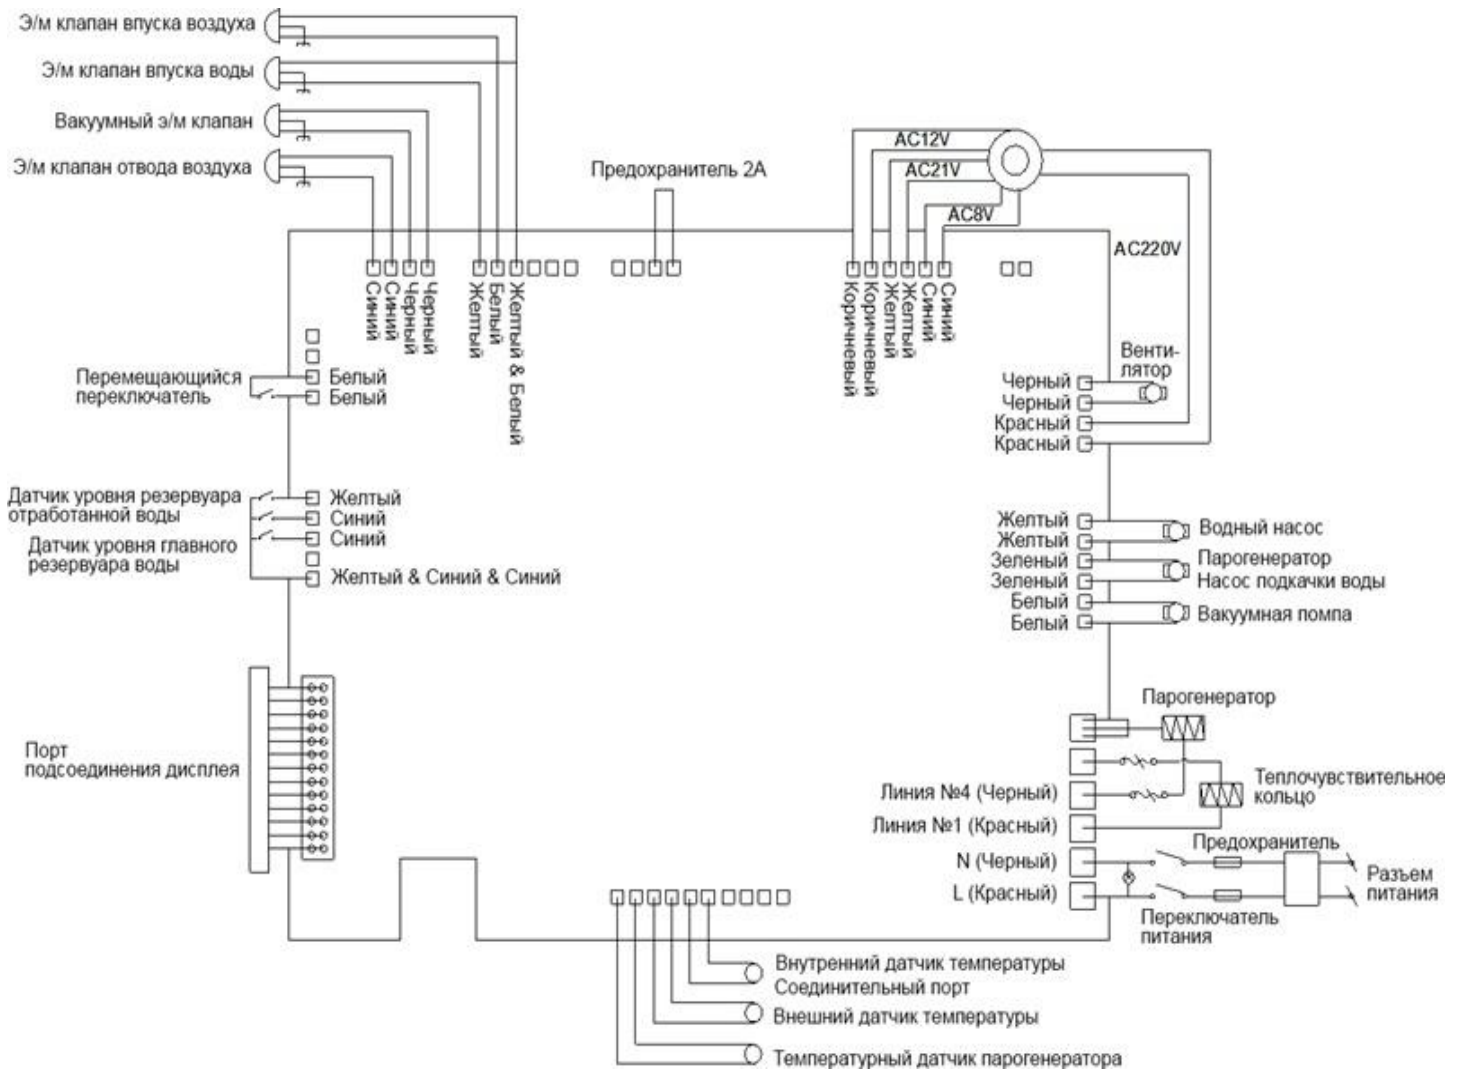 Э/м клапан впуска воздуха
Э/м клапан впуска воды
Вакуумный э/м клапан
Э/м клапан отвода воздуха
Предохранитель 2А
AC12V
AC21V
AC8V
AC220V
Синий
Синий
Черный
Черный
Желтый
Белый
Желтый & Белый
Коричневый
Коричневый
Желтый
Желтый
Синий
Синий
Перемещающийся
переключатель
Белый
Белый
Венти-
лятор
Черный
Черный
Красный
Красный
Датчик уровня резервуара
отработанной воды
Датчик уровня главного
резервуара воды
Желтый
Синий
Синий
Желтый & Синий & Синий
Желтый
Желтый
Зеленый
Зеленый
Белый
Белый
Водный насос
Парогенератор
Насос подкачки воды
Вакуумная помпа
Порт
подсоединения дисплея
Парогенератор
Теплочувствительное
кольцо
Линия №4 (Черный)
Линия №1 (Красный)
N (Черный)
L (Красный)
Предохранитель
Разъем
питания
Переключатель
питания
Внутренний датчик температуры
Соединительный порт
Внешний датчик температуры
Температурный датчик парогенератора